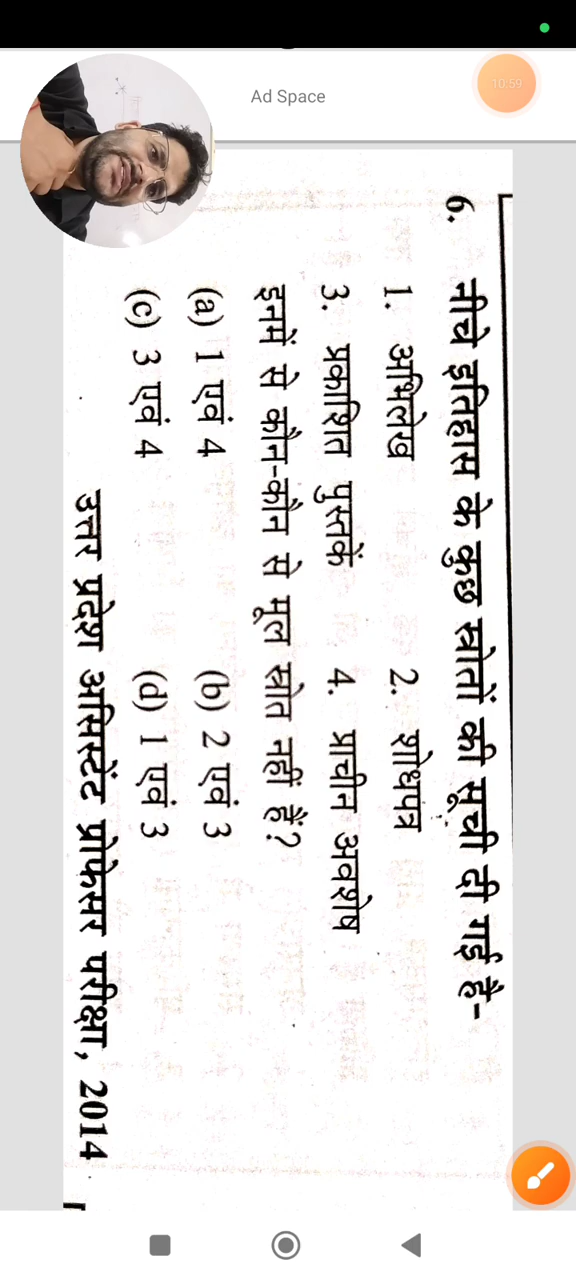 Ad Space
10:59
6. नीचे इतिहास के कुछ स्त्रोतों की सूची दी गई है-
1. अभिलेख 2. शोधपत्र
3. प्रकाशित पुस्तकें 4. प्राचीन अवशेष
इनमें से कौन-कौन से मूल स्रोत नहीं हैं?
(a) 1 एवं 4 (b) 2 एवं 3
(c) 3 एवं 4 (d) 1 एवं 3
उत्तर प्रदेश असिस्टेंट प्रोफेसर परीक्षा, 2014